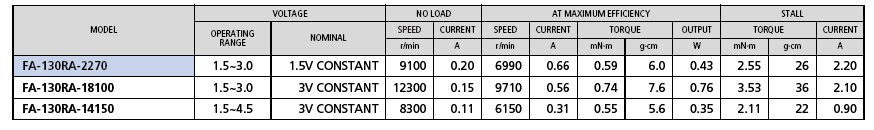 MODEL VOLTAGE NO LOAD AT MAXIMUM EFFICIENCY STALL
OPERATING RANGE NOMINAL SPEED CURRENT SPEED CURRENT TORQUE OUTPUT TORQUE CURRENT
r/min A r/min A mN·m g·cm W mN·m g·cm A
FA-130RA-2270 1.5~3.0 1.5V CONSTANT 9100 0.20 6990 0.66 0.59 6.0 0.43 2.55 26 2.20
FA-130RA-18100 1.5~3.0 3V CONSTANT 12300 0.15 9710 0.56 0.74 7.6 0.76 3.53 36 2.10
FA-130RA-14150 1.5~4.5 3V CONSTANT 8300 0.11 6150 0.31 0.55 5.6 0.35 2.11 22 0.90